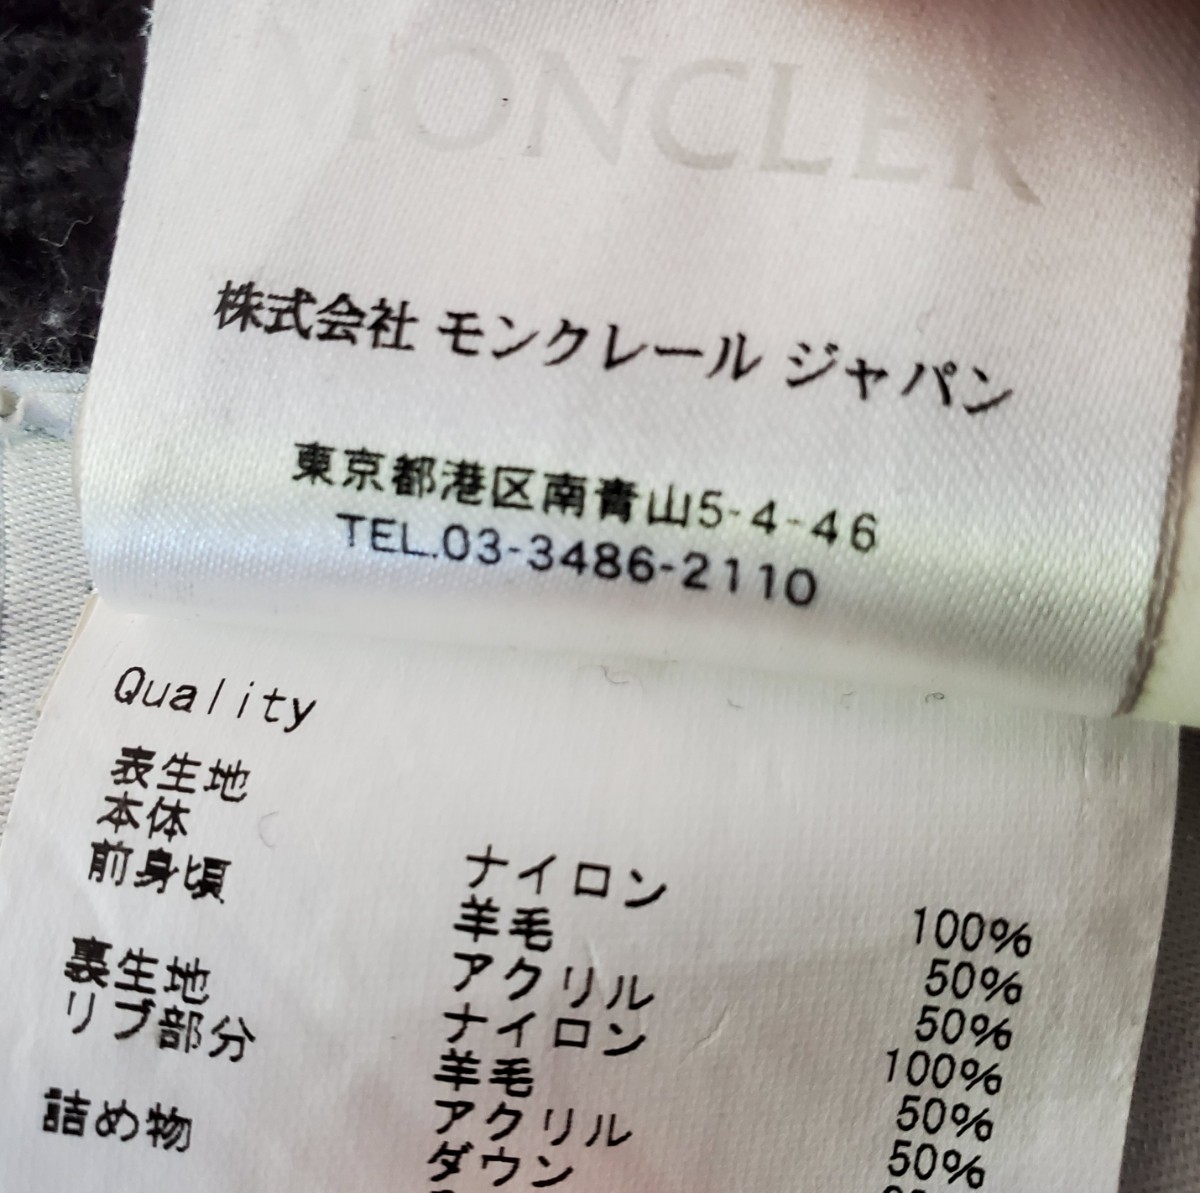 MONCLER
株式会社 モンクレール ジャパン
東京都港区南青山5-4-46
TEL.03-3486-2110
Quality
表生地
本体 ナイロン 100%
前身頃 羊毛 50%
アクリル 50%
裏生地 ナイロン 100%
リブ部分 羊毛 50%
アクリル 50%
詰め物 ダウン